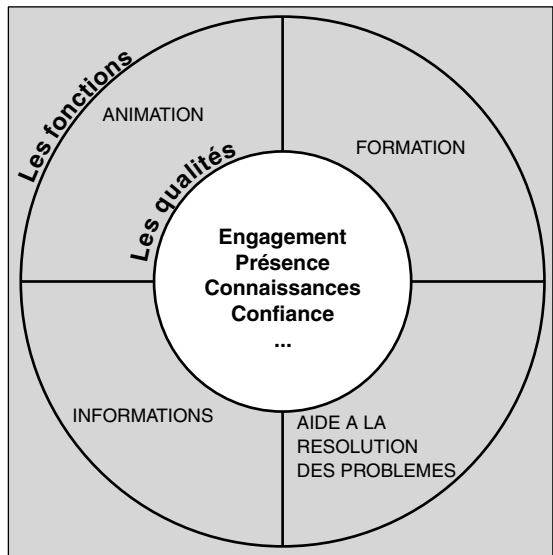 Les fonctions
ANIMATION
FORMATION
Les qualités
Engagement
Présence
Connaissances
Confiance
...
INFORMATIONS
AIDE A LA
RESOLUTION
DES PROBLEMES